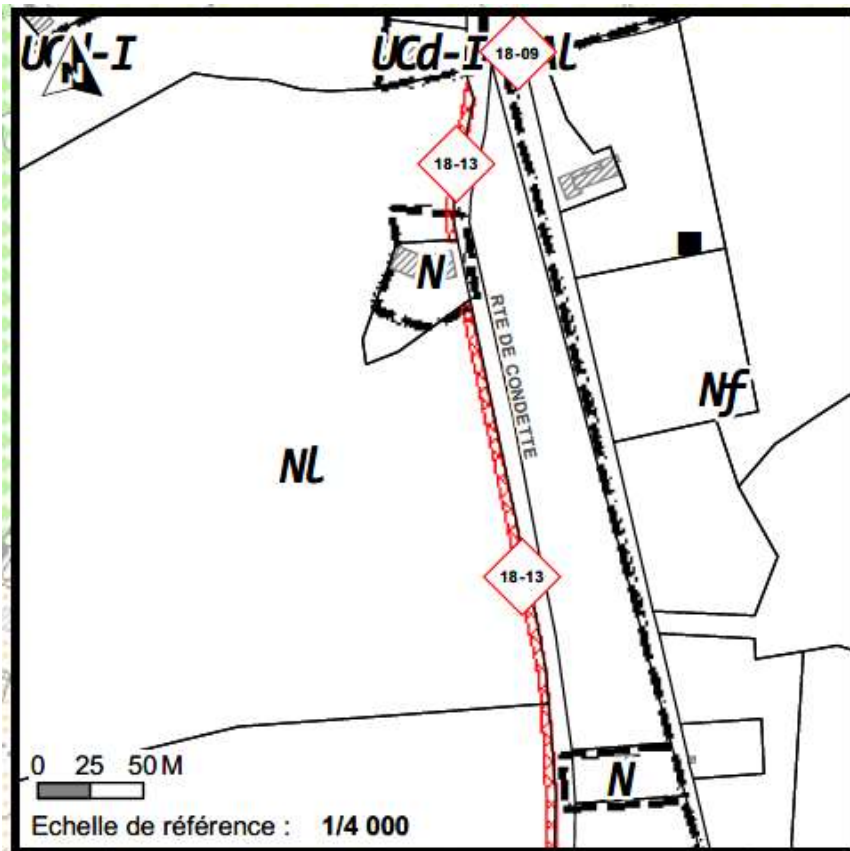 UCd-I
N
UCd-I
18-09
18-13
N
RTE DE CONDETTE
Nf
Nl
18-13
0 25 50 M
N
Echelle de référence : 1/4 000